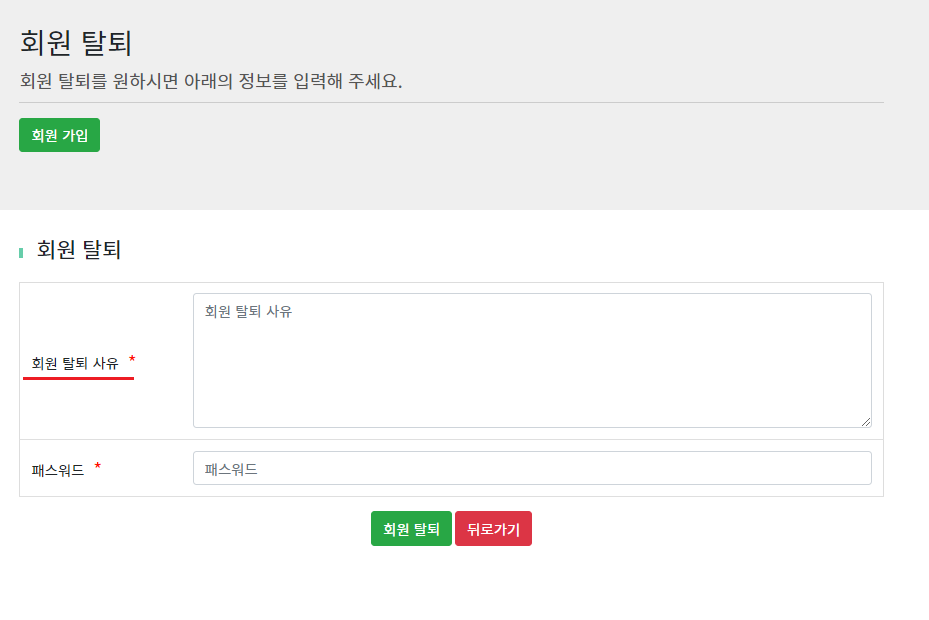 회원 탈퇴
회원 탈퇴를 원하시면 아래의 정보를 입력해 주세요.
회원 가입
회원 탈퇴
회원 탈퇴 사유 *
회원 탈퇴 사유
패스워드 *
패스워드
회원 탈퇴 뒤로가기